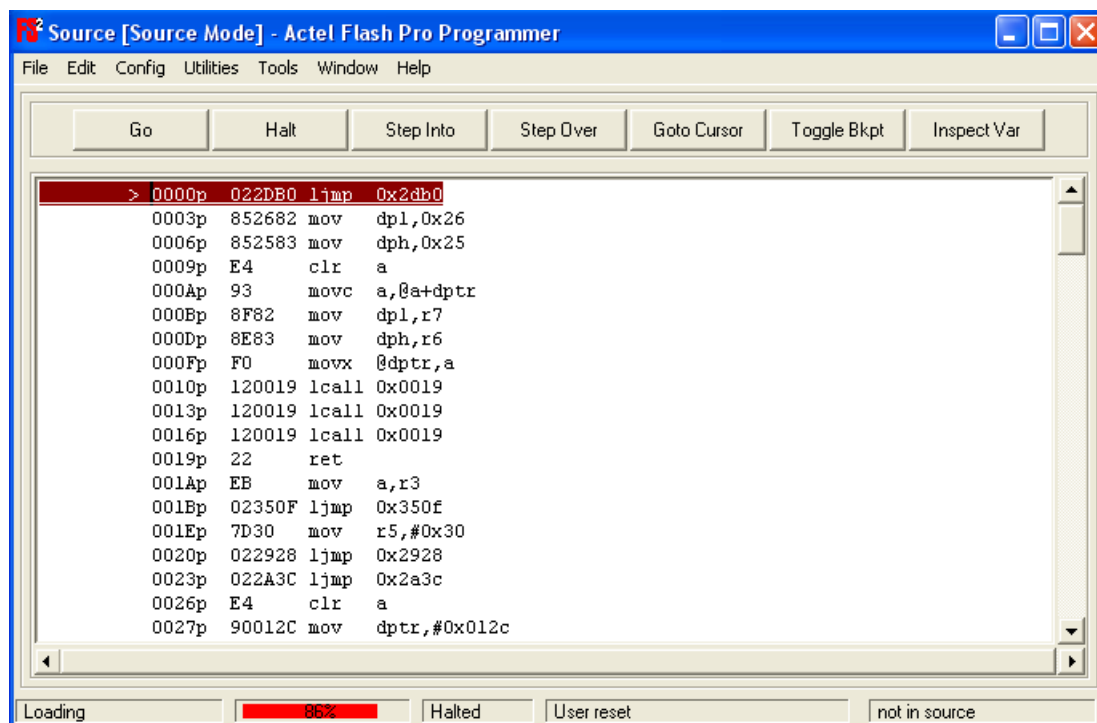 FS2 Source [Source Mode] - Actel Flash Pro Programmer
File Edit Config Utilities Tools Window Help
Go Halt Step Into Step Over Goto Cursor Toggle Bkpt Inspect Var
> 0000p 022DB0 ljmp 0x2db0
0003p 852682 mov dpl,0x26
0006p 852583 mov dph,0x25
0009p E4 clr a
000Ap 93 movc a,@a+dptr
000Bp 8F82 mov dpl,r7
000Dp 8E83 mov dph,r6
000Fp F0 movx @dptr,a
0010p 120019 lcall 0x0019
0013p 120019 lcall 0x0019
0016p 120019 lcall 0x0019
0019p 22 ret
001Ap EB mov a,r3
001Bp 02350F ljmp 0x350f
001Ep 7D30 mov r5,#0x30
0020p 022928 ljmp 0x2928
0023p 022A3C ljmp 0x2a3c
0026p E4 clr a
0027p 90012C mov dptr,#0x012c
Loading 86% Halted User reset not in source